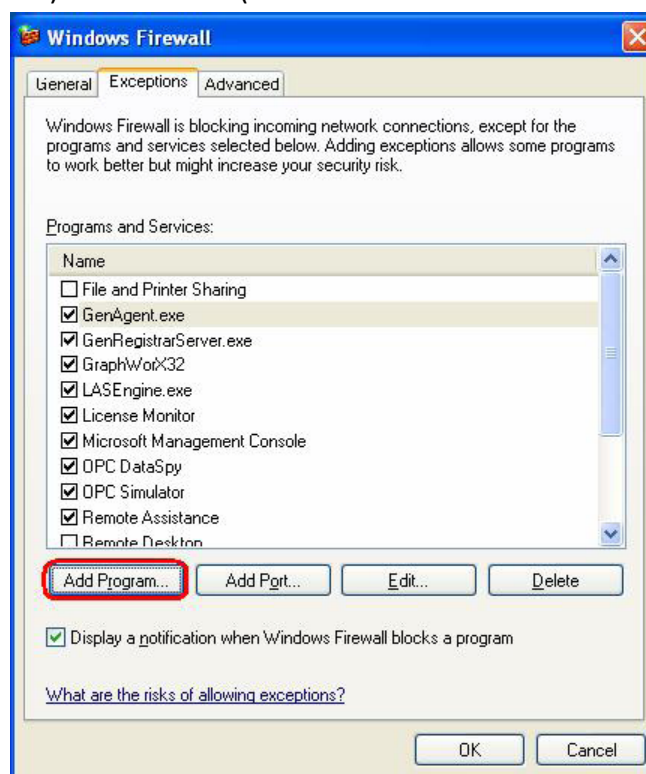 Windows Firewall
General Exceptions Advanced
Windows Firewall is blocking incoming network connections, except for the
programs and services selected below. Adding exceptions allows some programs
to work better but might increase your security risk.
Programs and Services:
Name
File and Printer Sharing
GenAgent.exe
GenRegistrarServer.exe
GraphWorX32
LASEngine.exe
License Monitor
Microsoft Management Console
OPC DataSpy
OPC Simulator
Remote Assistance
Remote Desktop
Add Program... Add Port... Edit... Delete
Display a notification when Windows Firewall blocks a program
What are the risks of allowing exceptions?
OK Cancel